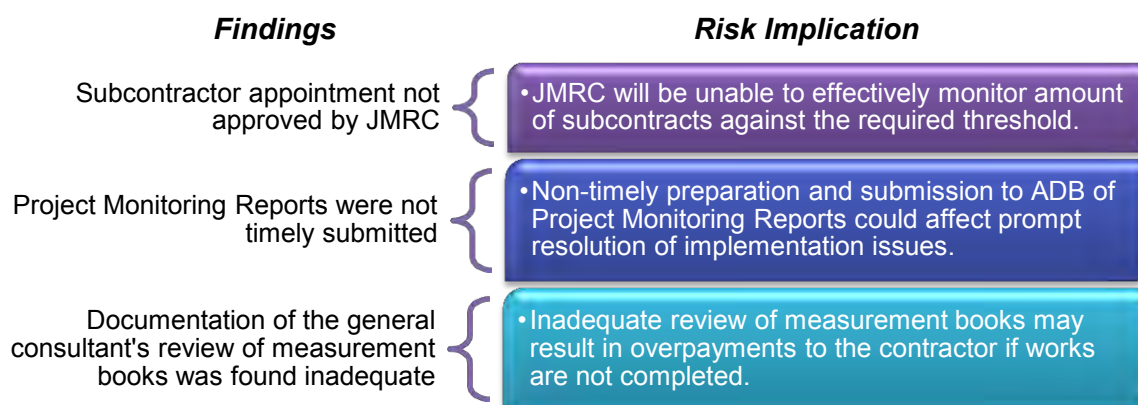 Findings
Risk Implication
Subcontractor appointment not
approved by JMRC
•JMRC will be unable to effectively monitor amount
of subcontracts against the required threshold.
Project Monitoring Reports were not
timely submitted
•Non-timely preparation and submission to ADB of
Project Monitoring Reports could affect prompt
resolution of implementation issues.
Documentation of the general
consultant's review of measurement
books was found inadequate
•Inadequate review of measurement books may
result in overpayments to the contractor if works
are not completed.